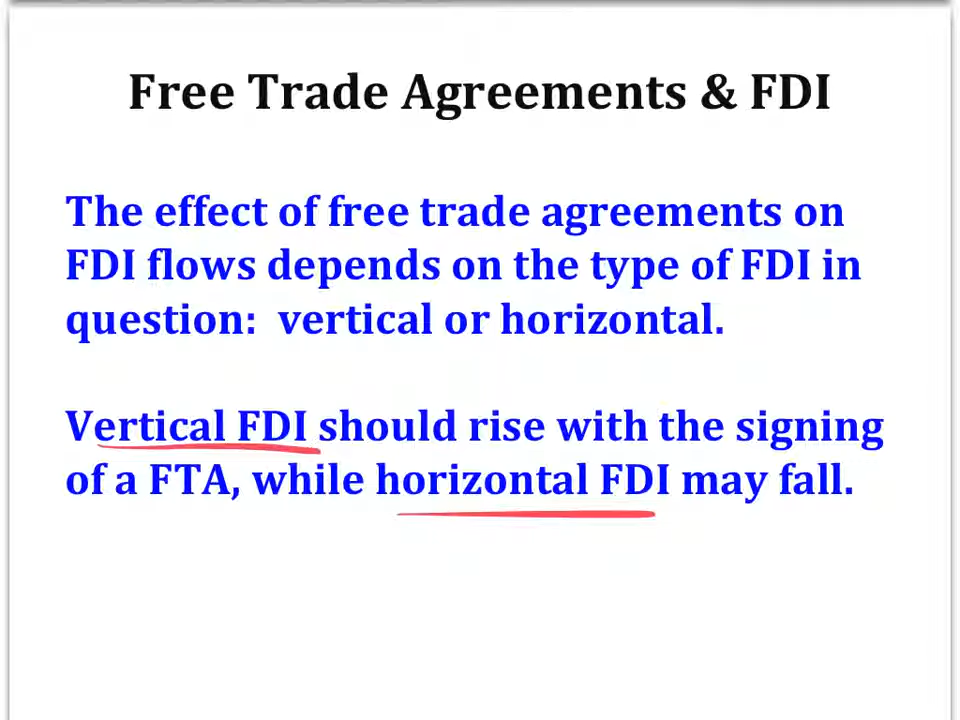 Free Trade Agreements & FDI
The effect of free trade agreements on
FDI flows depends on the type of FDI in
question:  vertical or horizontal.
Vertical FDI should rise with the signing
of a FTA, while horizontal FDI may fall.